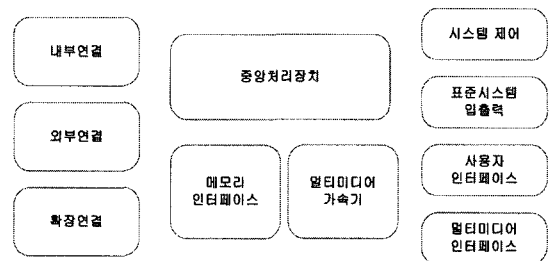 내부연결
외부연결
확장연결
중앙처리장치
메모리
인터페이스
멀티미디어
가속기
시스템 제어
표준시스템
입출력
사용자
인터페이스
멀티미디어
인터페이스